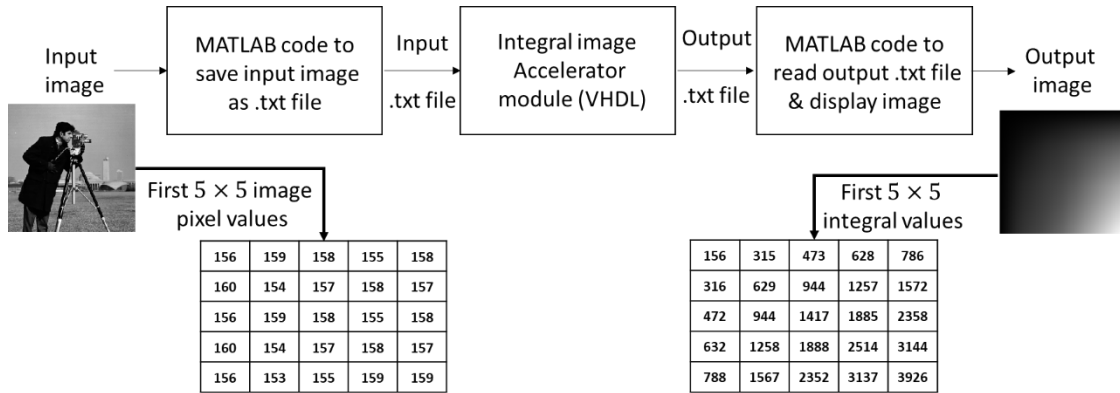 Input
image
MATLAB code to
save input image
as .txt file
Input
.txt file
Integral image
Accelerator
module (VHDL)
Output
.txt file
MATLAB code to
read output .txt file
& display image
Output
image
First 5 × 5 image
pixel values
First 5 × 5
integral values
156 159 158 155 158
160 154 157 158 157
156 159 158 155 158
160 154 157 158 157
156 153 155 159 159
156 315 473 628 786
316 629 944 1257 1572
472 944 1417 1885 2358
632 1258 1888 2514 3144
788 1567 2352 3137 3926